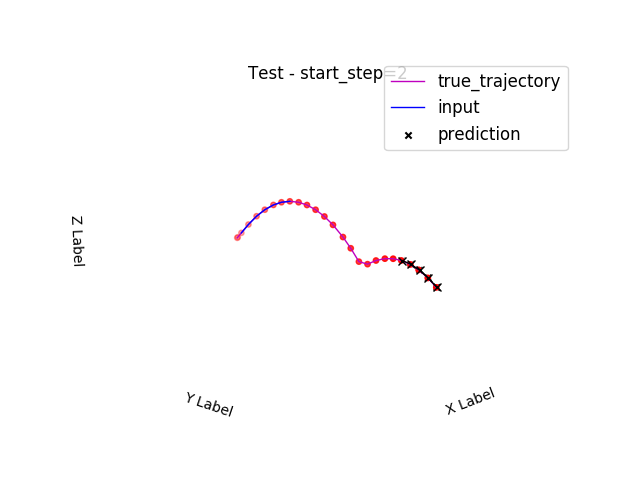 Test - start_step=2
true_trajectory
input
prediction
Z Label
Y Label
X Label